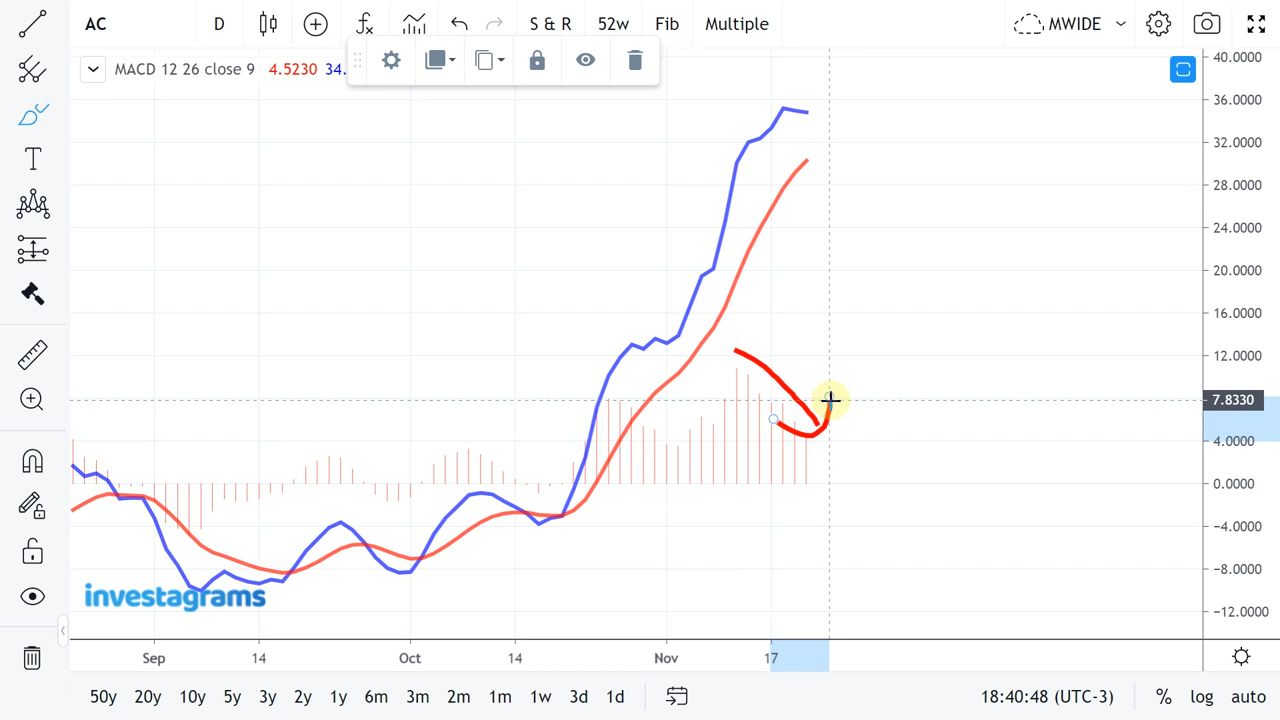 AC D S & R 52w Fib Multiple MWIDE
MACD 12 26 close 9 4.5230 34.
40.0000
36.0000
32.0000
28.0000
24.0000
20.0000
16.0000
12.0000
7.8330
4.0000
0.0000
−4.0000
−8.0000
−12.0000
investagrams
Sep 14 Oct 14 Nov 17
50y 20y 10y 5y 3y 2y 1y 6m 3m 2m 1m 1w 3d 1d 18:40:48 (UTC-3) % log auto